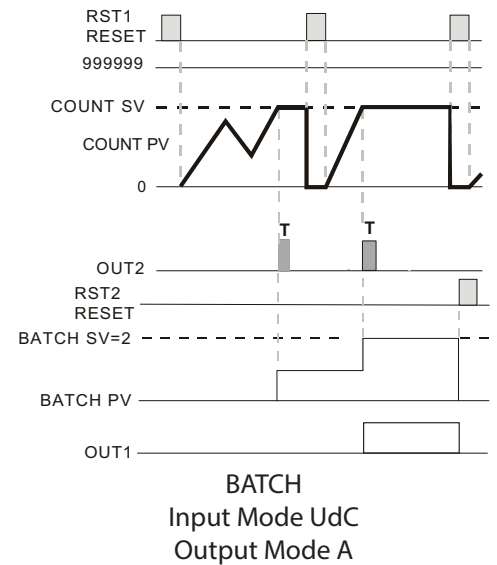 RST1
RESET
999999
COUNT SV
COUNT PV
0
T T
OUT2
RST2
RESET
BATCH SV=2
BATCH PV
OUT1
BATCH
Input Mode UdC
Output Mode A